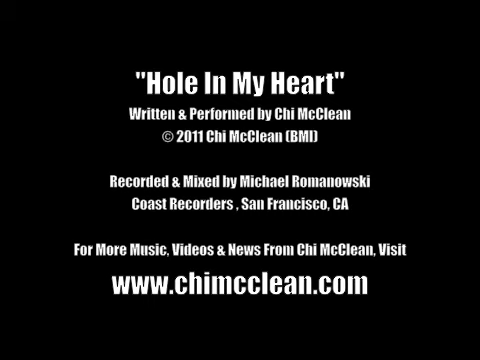 "Hole In My Heart"
Written & Performed by Chi McClean
© 2011 Chi McClean (BMI)
Recorded & Mixed by Michael Romanowski
Coast Recorders , San Francisco, CA
For More Music, Videos & News From Chi McClean, Visit
www.chimcclean.com